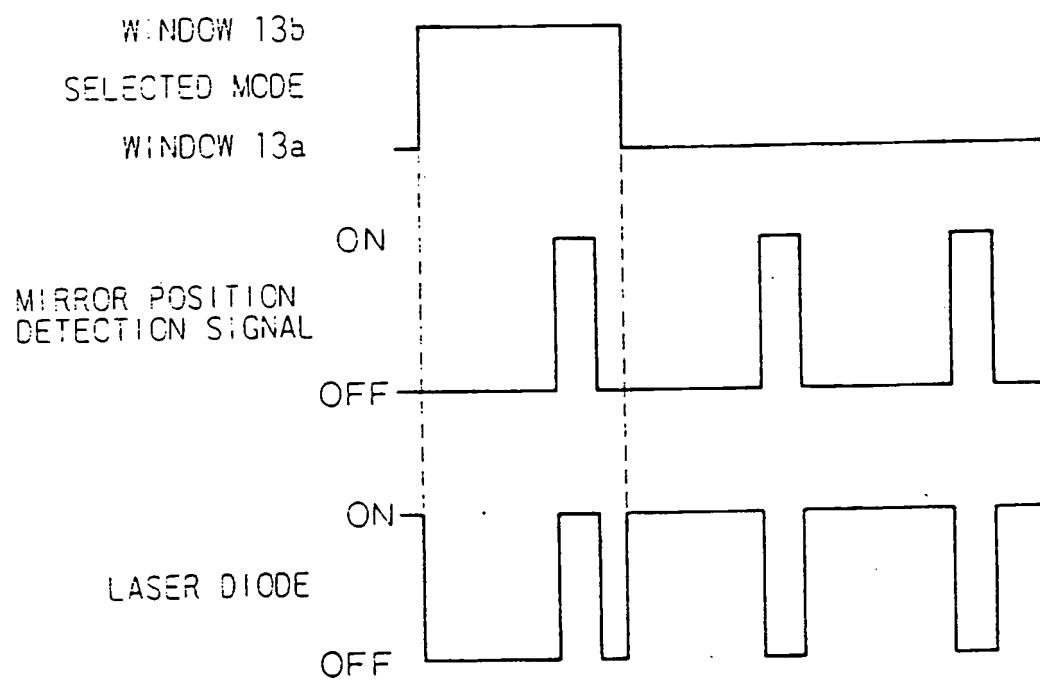 WINDOW 13b
SELECTED MODE
WINDOW 13a
ON
MIRROR POSITION
DETECTION SIGNAL
OFF
ON
LASER DIODE
OFF